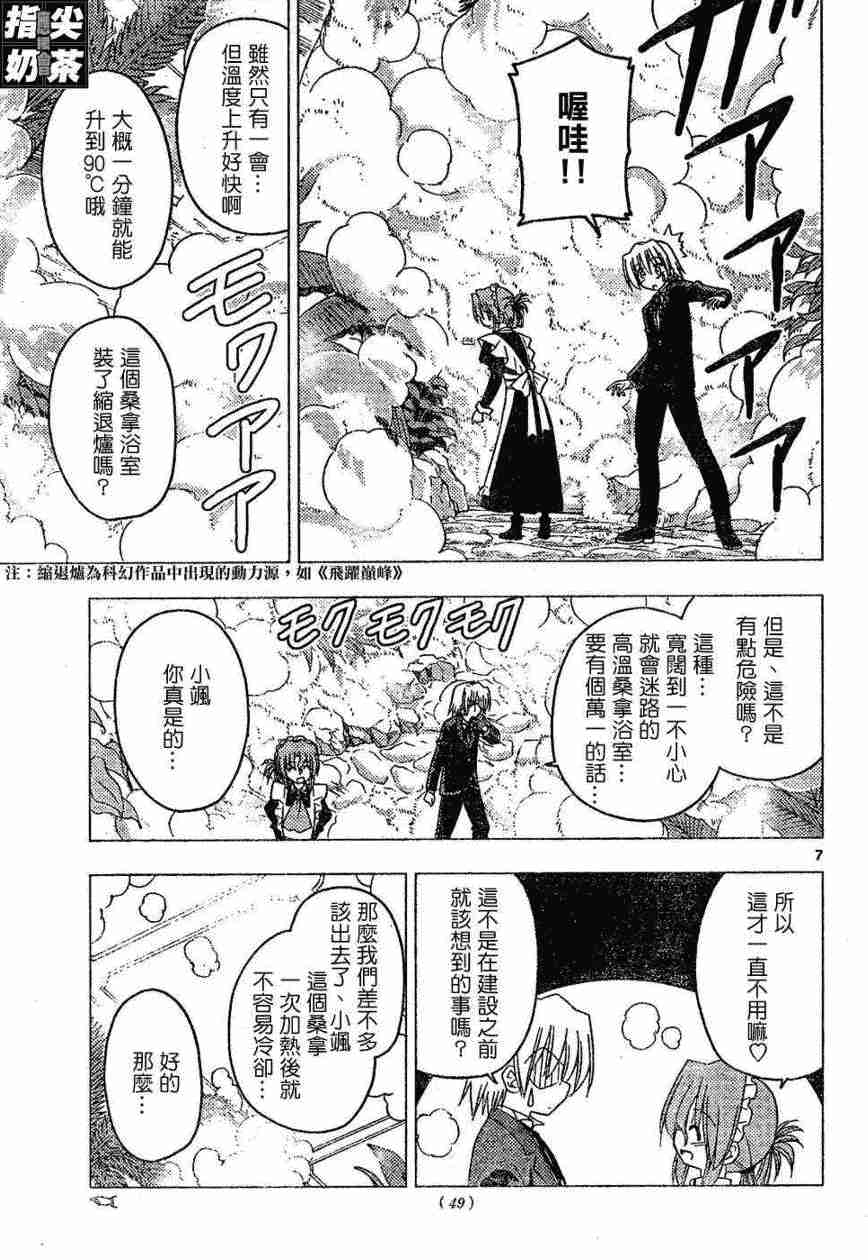 指尖
奶茶
喔哇!!
アアアア
雖然只有一會…
但溫度上升好快啊
大概一分鐘就能
升到90℃哦
モワアア
這個桑拿浴室
裝了縮退爐嗎？
注：縮退爐為科幻作品中出現的動力源，如《飛躍巔峰》
但是、這不是
有點危險嗎？
這種…
寬闊到一不小心
就會迷路的
高溫桑拿浴室…
要有個萬一的話…
モク モク モク
小颯
你真是的…
7
所以
這才一直不用嘛♡
這不是在建設之前
就該想到的事嗎？
那麼我們差不多
該出去了、小颯
這個桑拿
一次加熱後就
不容易冷卻…
好的
那麼…
(49)